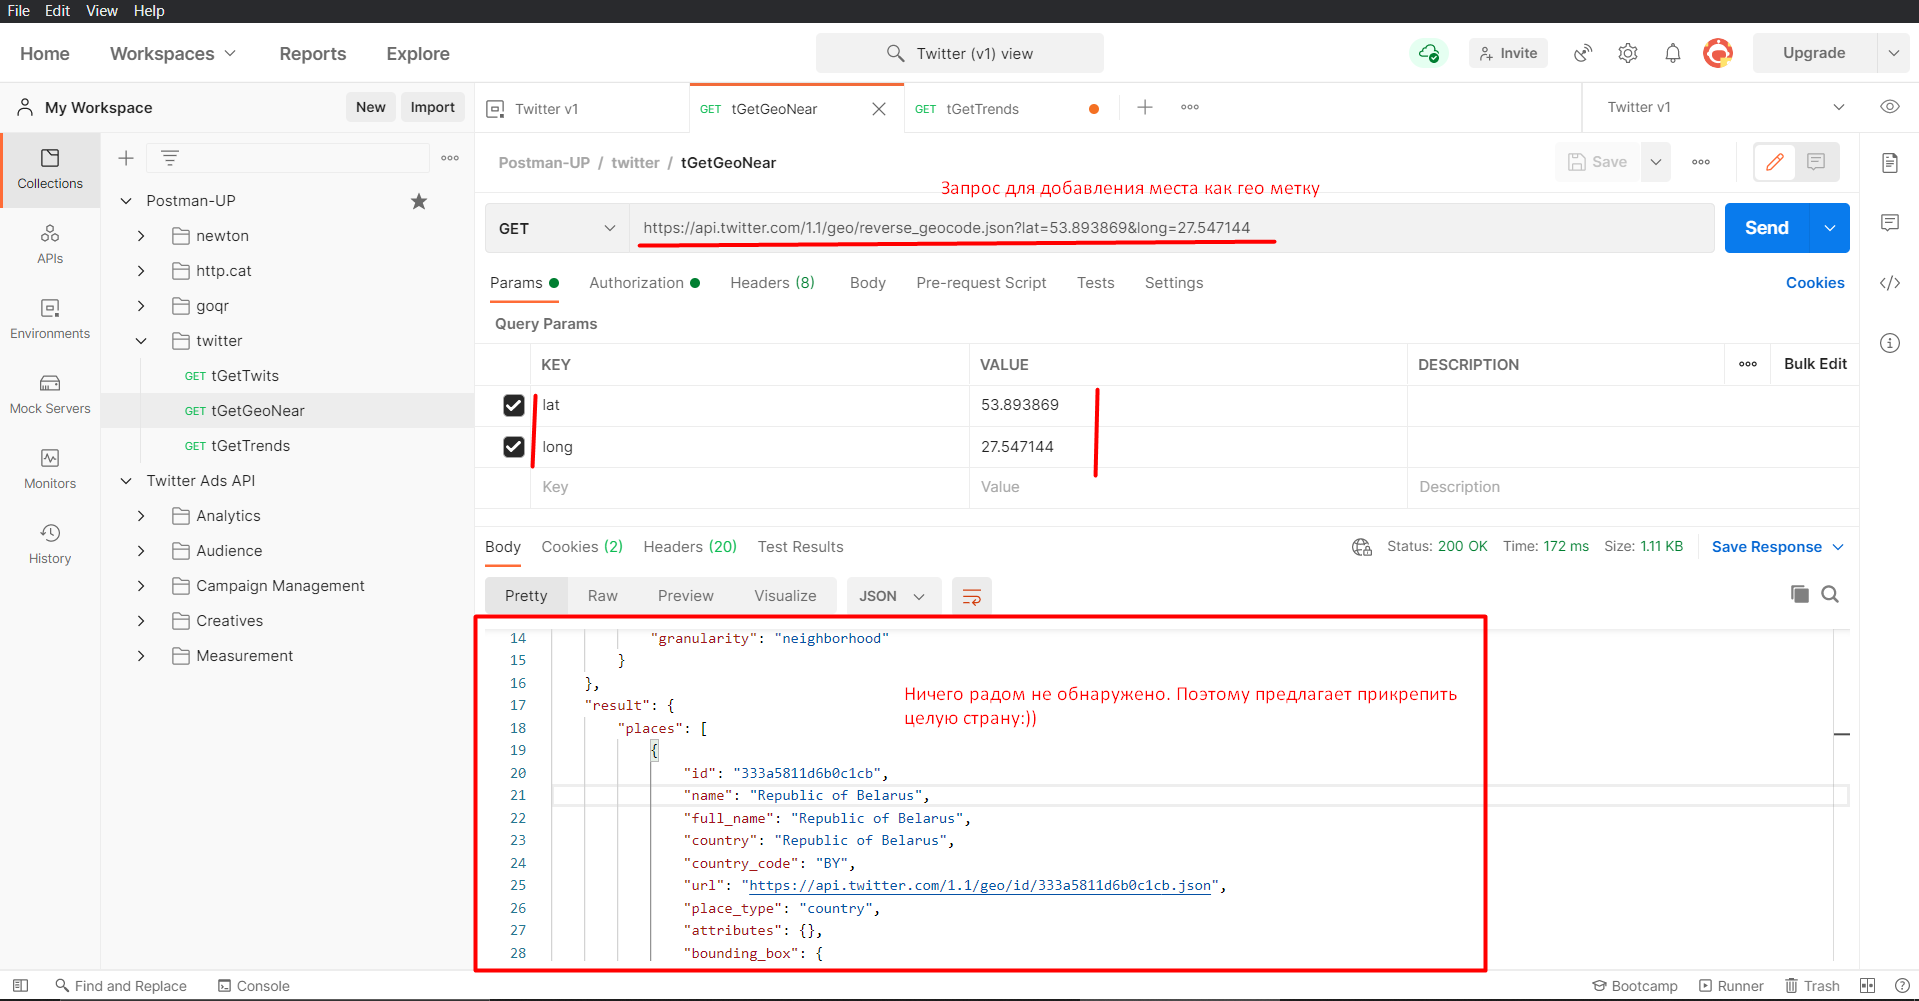 File Edit View Help
Home Workspaces Reports Explore Twitter (v1) view Invite Upgrade
My Workspace New Import Twitter v1 GET tGetGeoNear GET tGetTrends Twitter v1
Postman-UP / twitter / tGetGeoNear Save
Запрос для добавления места как гео метку
GET https://api.twitter.com/1.1/geo/reverse_geocode.json?lat=53.893869&long=27.547144 Send
Params Authorization Headers (8) Body Pre-request Script Tests Settings Cookies
Query Params
KEY VALUE DESCRIPTION Bulk Edit
lat 53.893869
long 27.547144
Key Value Description
Collections
APIs
Environments
Mock Servers
Monitors
History
Postman-UP
newton
http.cat
goqr
twitter
GET tGetTwits
GET tGetGeoNear
GET tGetTrends
Twitter Ads API
Analytics
Audience
Campaign Management
Creatives
Measurement
Body Cookies (2) Headers (20) Test Results Status: 200 OK Time: 172 ms Size: 1.11 KB Save Response
Pretty Raw Preview Visualize JSON
14 "granularity": "neighborhood"
15 }
16 },
17 "result": {
18 "places": [
19 {
20 "id": "333a5811d6b0c1cb",
21 "name": "Republic of Belarus",
22 "full_name": "Republic of Belarus",
23 "country": "Republic of Belarus",
24 "country_code": "BY",
25 "url": "https://api.twitter.com/1.1/geo/id/333a5811d6b0c1cb.json",
26 "place_type": "country",
27 "attributes": {},
28 "bounding_box": {
Ничего радом не обнаружено. Поэтому предлагает прикрепить
целую страну:))
Find and Replace Console Bootcamp Runner Trash